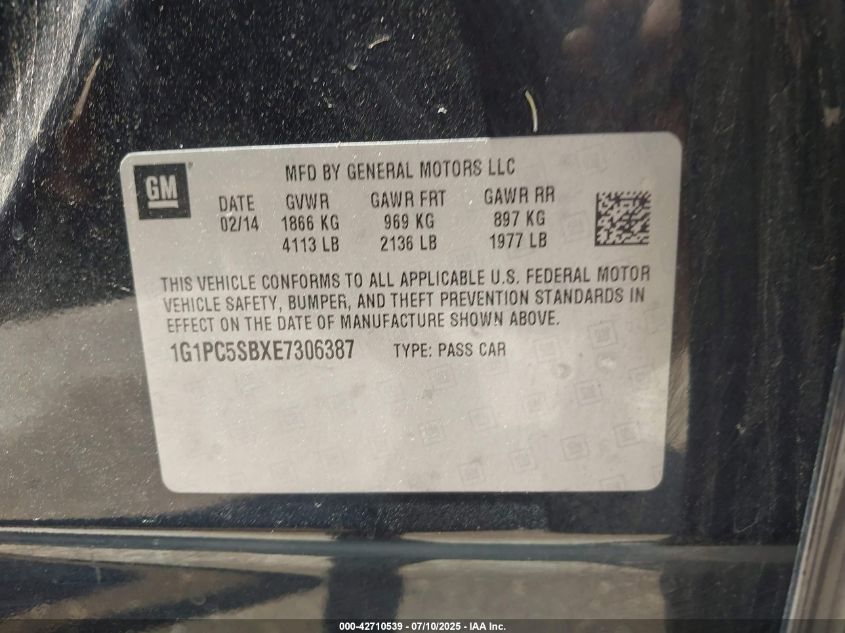 GM
MFD BY GENERAL MOTORS LLC
DATE GVWR GAWR FRT GAWR RR
02/14 1866 KG 969 KG 897 KG
4113 LB 2136 LB 1977 LB
THIS VEHICLE CONFORMS TO ALL APPLICABLE U.S. FEDERAL MOTOR
VEHICLE SAFETY, BUMPER, AND THEFT PREVENTION STANDARDS IN
EFFECT ON THE DATE OF MANUFACTURE SHOWN ABOVE.
1G1PC5SBXE7306387 TYPE: PASS CAR
000-42710539 - 07/10/2025 - IAA Inc.